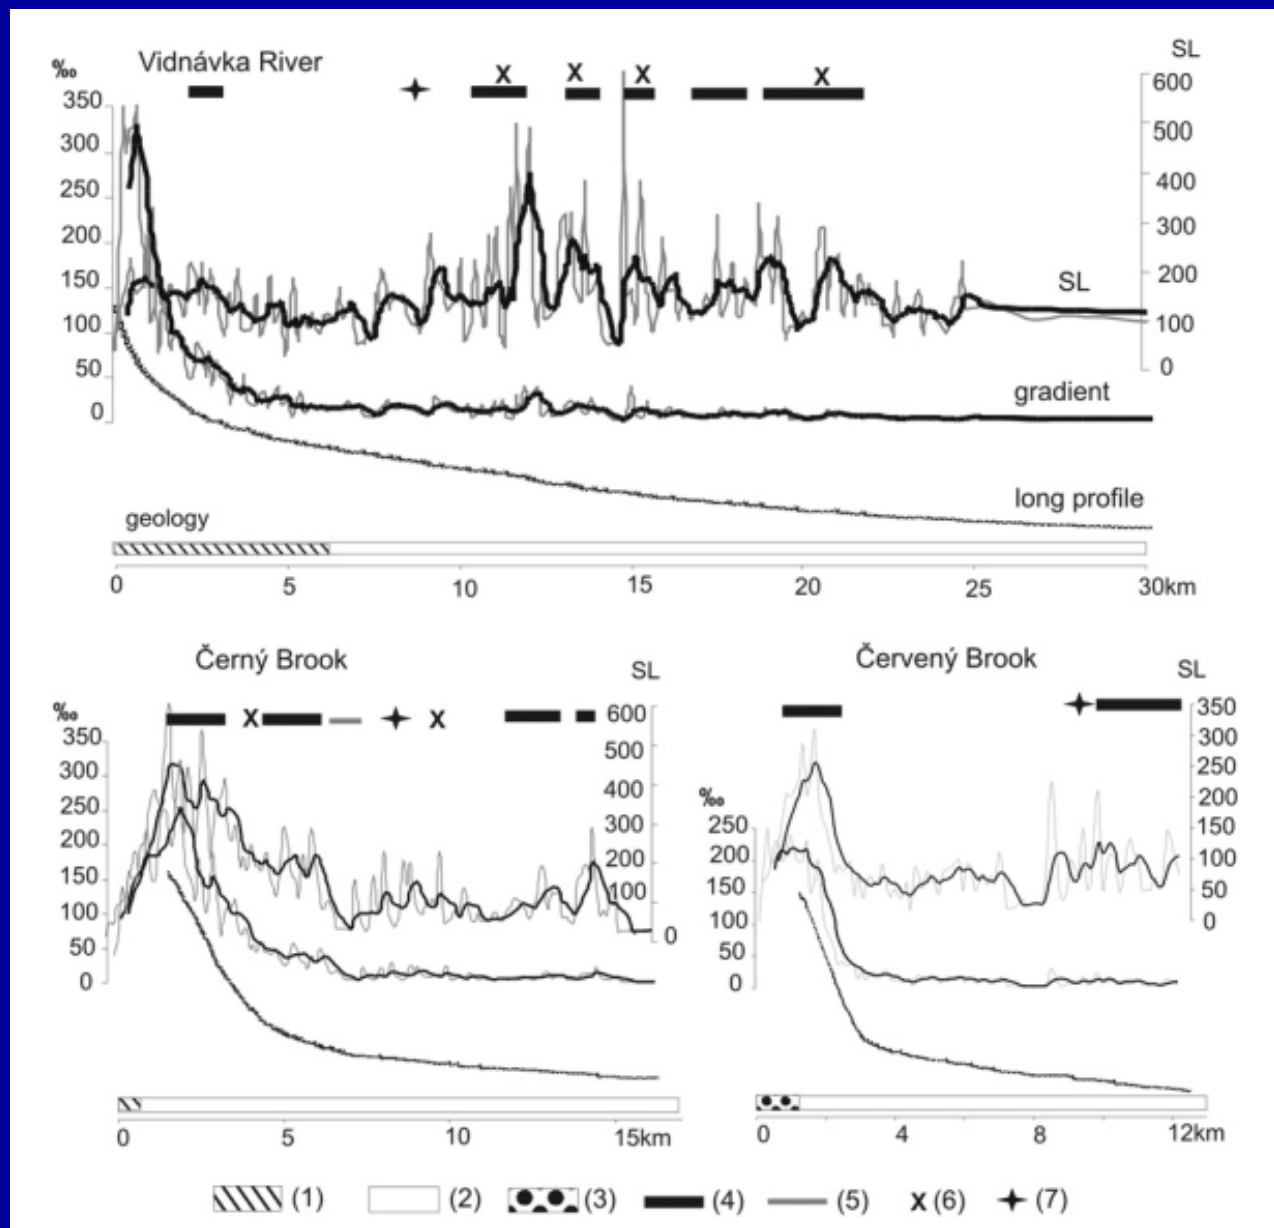 Vidnávka River
SL
‰
350
300
250
200
150
100
50
0
X
X
X
X
600
500
400
300
200
100
0
SL
gradient
long profile
geology
0 5 10 15 20 25 30km
Černý Brook
SL
‰
350
300
250
200
150
100
50
0
X
X
600
500
400
300
200
100
0
0 5 10 15km
Červený Brook
SL
‰
250
200
150
100
50
0
350
300
250
200
150
100
50
0
0 4 8 12km
(1) (2) (3) (4) (5) x (6) (7)